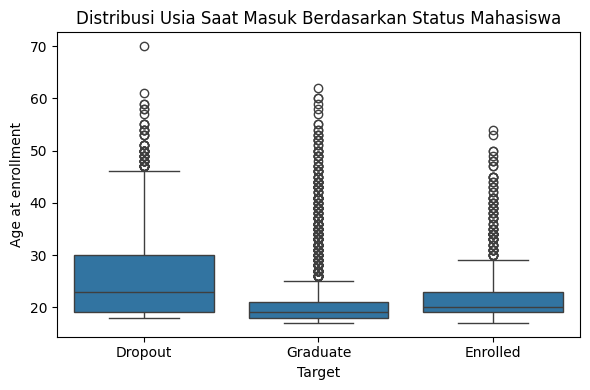 Distribusi Usia Saat Masuk Berdasarkan Status Mahasiswa
70
60
50
40
30
20
Age at enrollment
Dropout Graduate Enrolled
Target